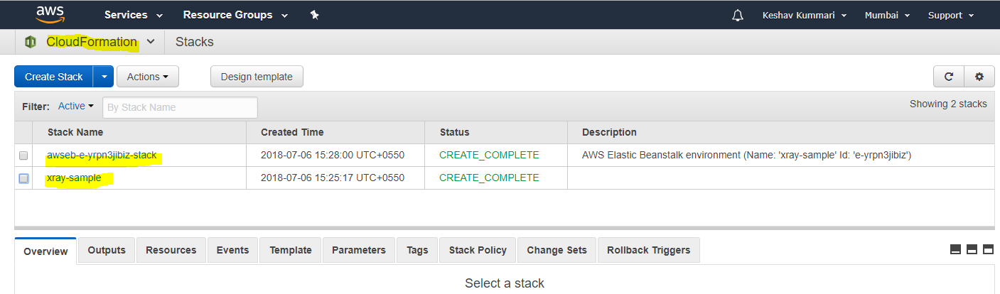 aws Services Resource Groups Keshav Kummari Mumbai Support
CloudFormation Stacks
Create Stack Actions Design template
Filter: Active By Stack Name Showing 2 stacks
Stack Name Created Time Status Description
awseb-e-yrpn3jibiz-stack 2018-07-06 15:28:00 UTC+0550 CREATE_COMPLETE AWS Elastic Beanstalk environment (Name: 'xray-sample' Id: 'e-yrpn3jibiz')
xray-sample 2018-07-06 15:25:17 UTC+0550 CREATE_COMPLETE
Overview Outputs Resources Events Template Parameters Tags Stack Policy Change Sets Rollback Triggers
Select a stack